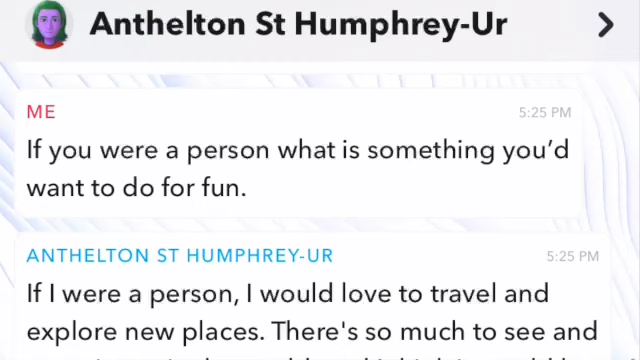 Anthelton St Humphrey-Ur
ME
5:25 PM
If you were a person what is something you’d
want to do for fun.
ANTHELTON ST HUMPHREY-UR
5:25 PM
If I were a person, I would love to travel and
explore new places. There's so much to see and